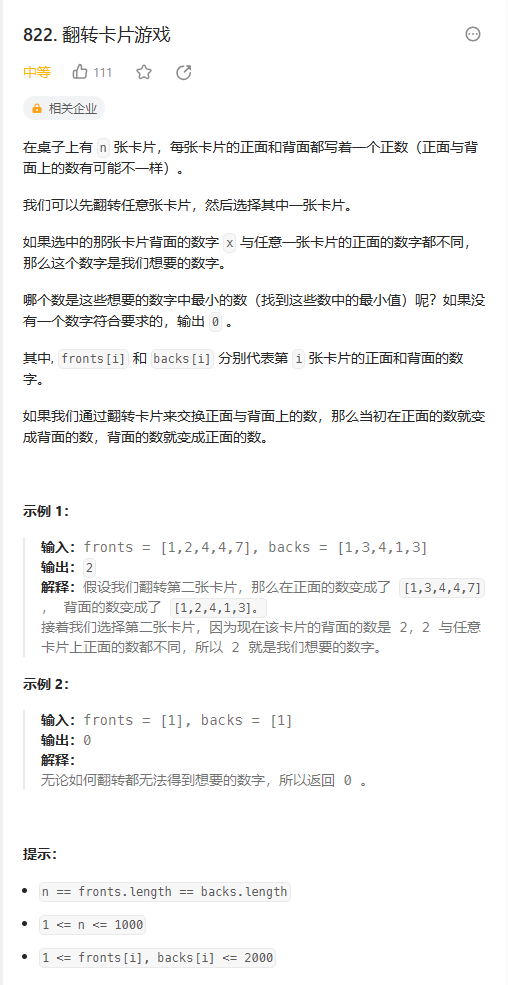 822. 翻转卡片游戏
中等 111
相关企业
在桌子上有 n 张卡片，每张卡片的正面和背面都写着一个正数（正面与背
面上的数有可能不一样）。
我们可以先翻转任意张卡片，然后选择其中一张卡片。
如果选中的那张卡片背面的数字 x 与任意一张卡片的正面的数字都不同，
那么这个数字是我们想要的数字。
哪个数是这些想要的数字中最小的数（找到这些数中的最小值）呢？如果没
有一个数字符合要求的，输出 0 。
其中, fronts[i] 和 backs[i] 分别代表第 i 张卡片的正面和背面的数
字。
如果我们通过翻转卡片来交换正面与背面上的数，那么当初在正面的数就变
成背面的数，背面的数就变成正面的数。
示例 1：
输入：fronts = [1,2,4,4,7], backs = [1,3,4,1,3]
输出：2
解释：假设我们翻转第二张卡片，那么在正面的数变成了 [1,3,4,4,7]
， 背面的数变成了 [1,2,4,1,3]。
接着我们选择第二张卡片，因为现在该卡片的背面的数是 2，2 与任意
卡片上正面的数都不同，所以 2 就是我们想要的数字。
示例 2：
输入：fronts = [1], backs = [1]
输出：0
解释：
无论如何翻转都无法得到想要的数字，所以返回 0 。
提示：
n == fronts.length == backs.length
1 <= n <= 1000
1 <= fronts[i], backs[i] <= 2000